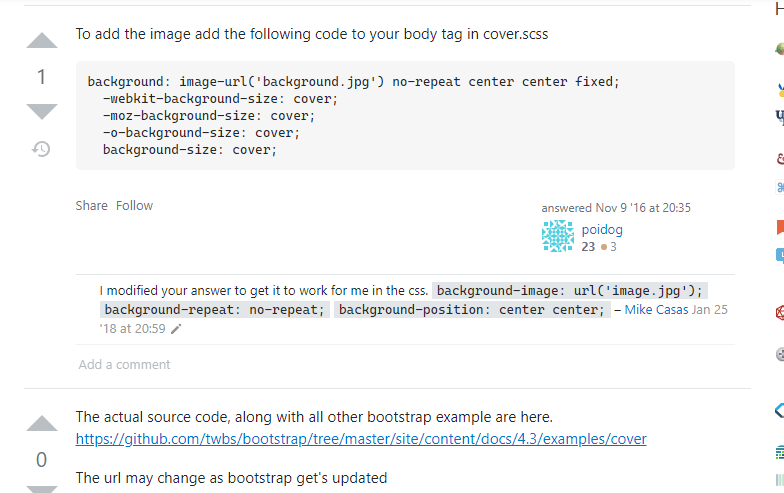 To add the image add the following code to your body tag in cover.scss
1
background: image-url('background.jpg') no-repeat center center fixed;
-webkit-background-size: cover;
-moz-background-size: cover;
-o-background-size: cover;
background-size: cover;
Share Follow
answered Nov 9 '16 at 20:35
poidog
23 3
I modified your answer to get it to work for me in the css. background-image: url('image.jpg');
background-repeat: no-repeat; background-position: center center; – Mike Casas Jan 25
'18 at 20:59
Add a comment
The actual source code, along with all other bootstrap example are here.
https://github.com/twbs/bootstrap/tree/master/site/content/docs/4.3/examples/cover
0
The url may change as bootstrap get's updated